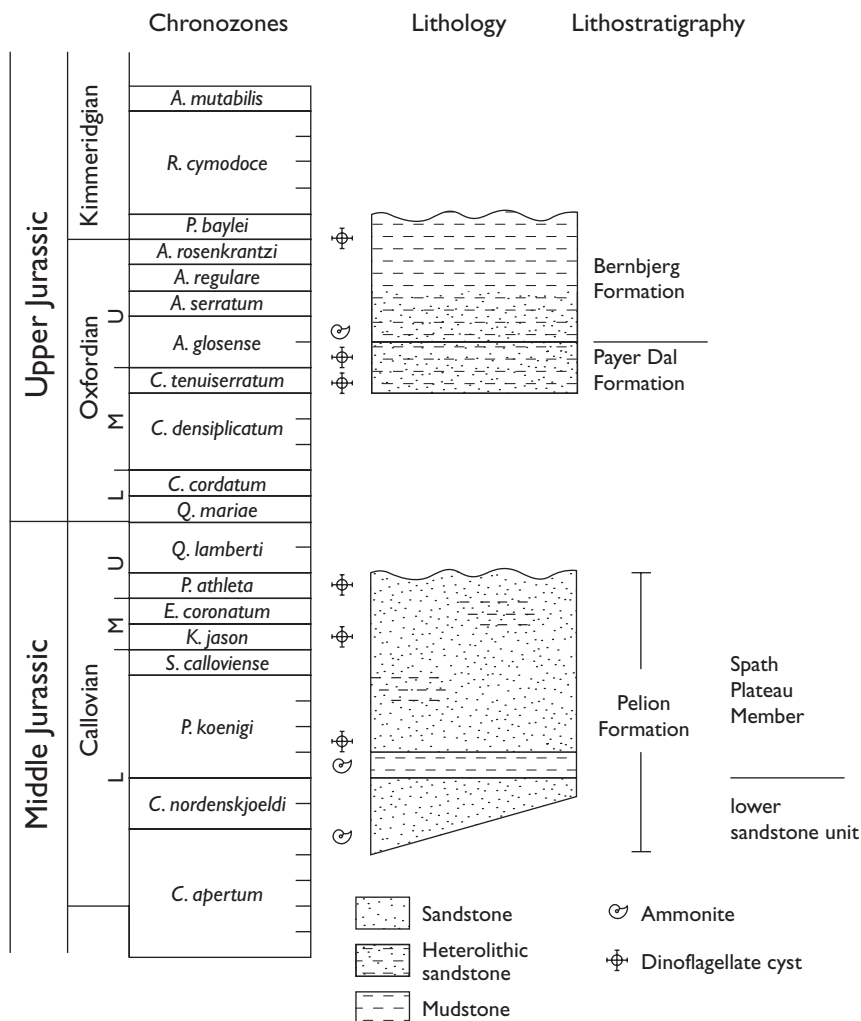 Chronozones
Lithology
Lithostratigraphy
Upper Jurassic
Middle Jurassic
Kimmeridgian
Oxfordian
Callovian
U
M
L
U
M
L
A. mutabilis
R. cymodoce
P. baylei
A. rosenkrantzi
A. regulare
A. serratum
A. glosense
C. tenuiserratum
C. densiplicatum
C. cordatum
Q. mariae
Q. lamberti
P. athleta
E. coronatum
K. jason
S. calloviense
P. koenigi
C. nordenskjoeldi
C. apertum
Bernbjerg
Formation
Payer Dal
Formation
Pelion
Formation
Spath
Plateau
Member
lower
sandstone unit
Sandstone
Heterolithic
sandstone
Mudstone
Ammonite
Dinoflagellate cyst